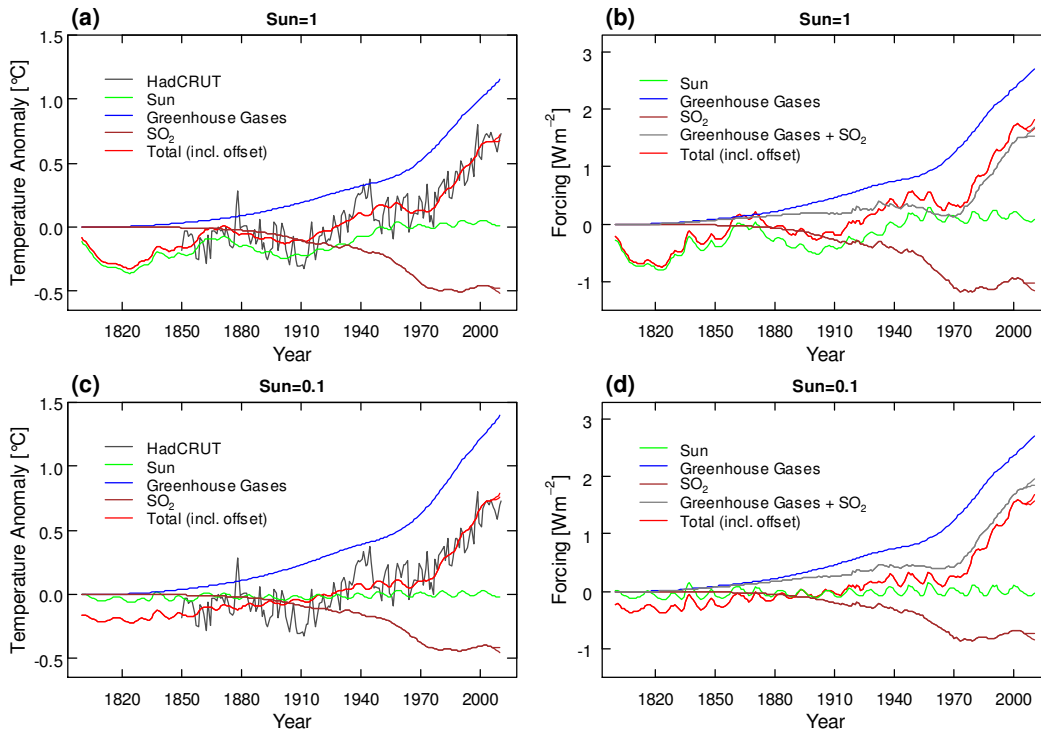 (a)
Sun=1
Temperature Anomaly [°C]
1.5
1.0
0.5
0.0
-0.5
HadCRUT
Sun
Greenhouse Gases
SO₂
Total (incl. offset)
1820 1850 1880 1910 1940 1970 2000
Year
(b)
Sun=1
Forcing [Wm⁻²]
3
2
1
0
-1
Sun
Greenhouse Gases
SO₂
Greenhouse Gases + SO₂
Total (incl. offset)
1820 1850 1880 1910 1940 1970 2000
Year
(c)
Sun=0.1
Temperature Anomaly [°C]
1.5
1.0
0.5
0.0
-0.5
HadCRUT
Sun
Greenhouse Gases
SO₂
Total (incl. offset)
1820 1850 1880 1910 1940 1970 2000
Year
(d)
Sun=0.1
Forcing [Wm⁻²]
3
2
1
0
-1
Sun
Greenhouse Gases
SO₂
Greenhouse Gases + SO₂
Total (incl. offset)
1820 1850 1880 1910 1940 1970 2000
Year